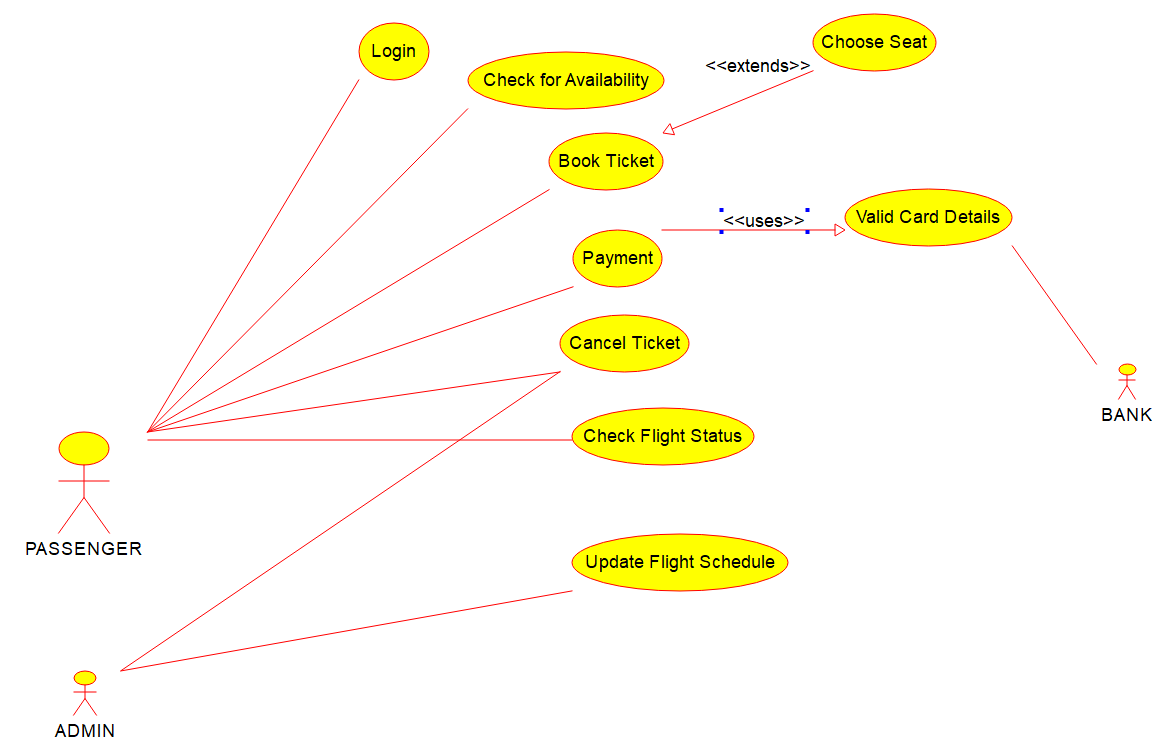 Login
Choose Seat
<<extends>>
Check for Availability
Book Ticket
<<uses>>
Valid Card Details
Payment
Cancel Ticket
BANK
Check Flight Status
PASSENGER
Update Flight Schedule
ADMIN